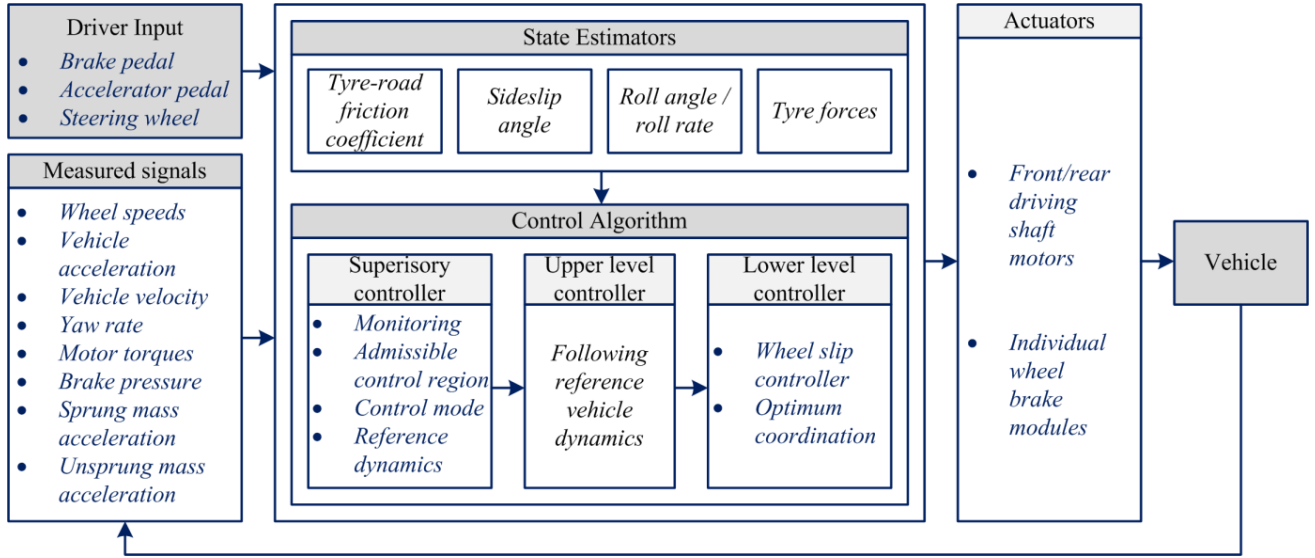 Driver Input
• Brake pedal
• Accelerator pedal
• Steering wheel
Measured signals
• Wheel speeds
• Vehicle
acceleration
• Vehicle velocity
• Yaw rate
• Motor torques
• Brake pressure
• Sprung mass
acceleration
• Unsprung mass
acceleration
State Estimators
Tyre-road
friction
coefficient
Sideslip
angle
Roll angle /
roll rate
Tyre forces
Control Algorithm
Superisory
controller
• Monitoring
• Admissible
control region
• Control mode
• Reference
dynamics
Upper level
controller
Following
reference
vehicle
dynamics
Lower level
controller
• Wheel slip
controller
• Optimum
coordination
Actuators
• Front/rear
driving
shaft
motors
• Individual
wheel
brake
modules
Vehicle